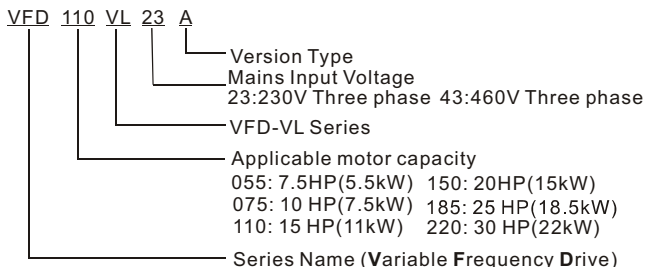 VFD 110 VL 23 A
Version Type
Mains Input Voltage
23:230V Three phase 43:460V Three phase
VFD-VL Series
Applicable motor capacity
055: 7.5HP(5.5kW) 150: 20HP(15kW)
075: 10 HP(7.5kW) 185: 25 HP(18.5kW)
110: 15 HP(11kW) 220: 30 HP(22kW)
Series Name (Variable Frequency Drive)